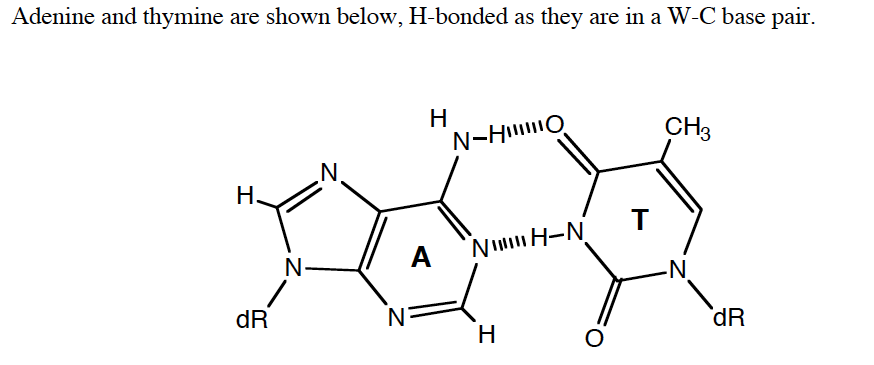 Adenine and thymine are shown below, H-bonded as they are in a W-C base pair.
H
N-H O
CH3
N
H
T
A
N H-N
N
N
dR
N
H
O
dR